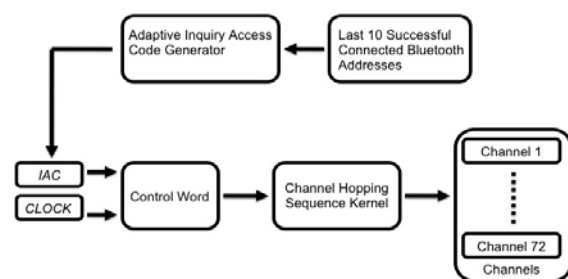 Adaptive Inquiry Access
Code Generator
Last 10 Successful
Connected Bluetooth
Addresses
IAC
CLOCK
Control Word
Channel Hopping
Sequence Kernel
Channel 1
Channel 72
Channels